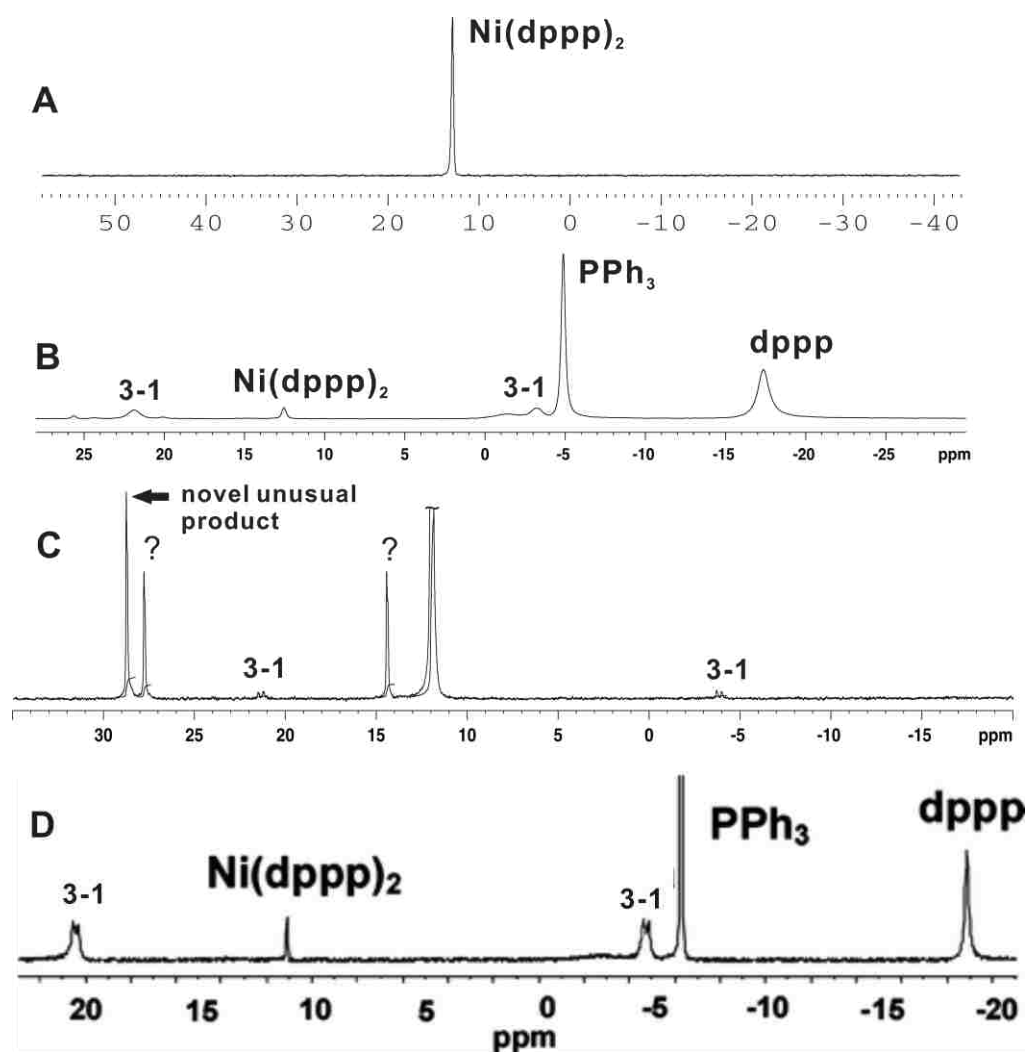 Ni(dppp)₂
A
50 40 30 20 10 0 -10 -20 -30 -40
PPh₃
B
dppp
3-1
Ni(dppp)₂
3-1
25 20 15 10 5 0 -5 -10 -15 -20 -25 ppm
novel unusual
product
C
?
?
3-1
3-1
30 25 20 15 10 5 0 -5 -10 -15 ppm
D
PPh₃
dppp
Ni(dppp)₂
3-1
3-1
20 12 10 6 0 -5 -10 -15 -20
ppm